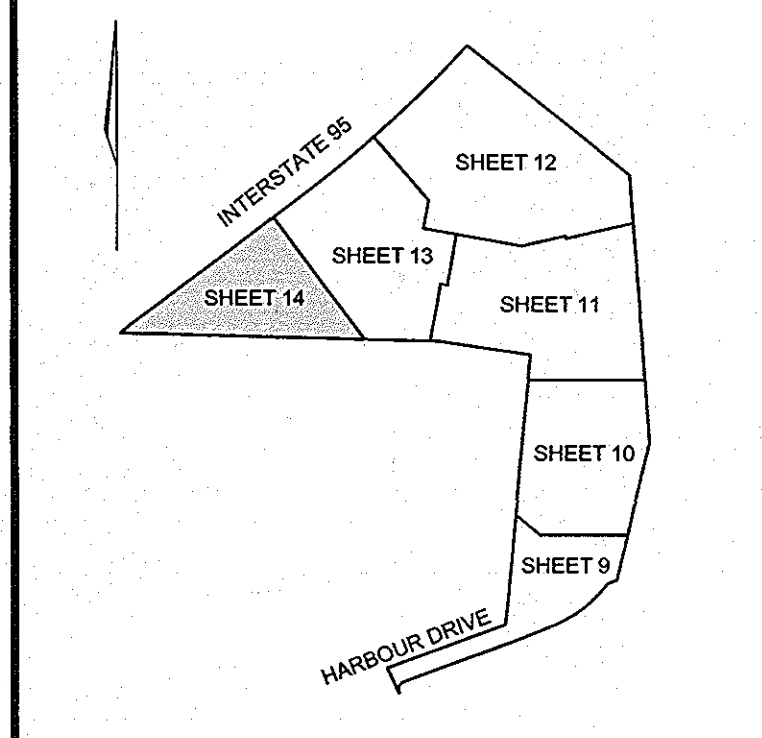 INTERSTATE 95
SHEET 12
SHEET 13
SHEET 14
SHEET 11
SHEET 10
SHEET 9
HARBOUR DRIVE